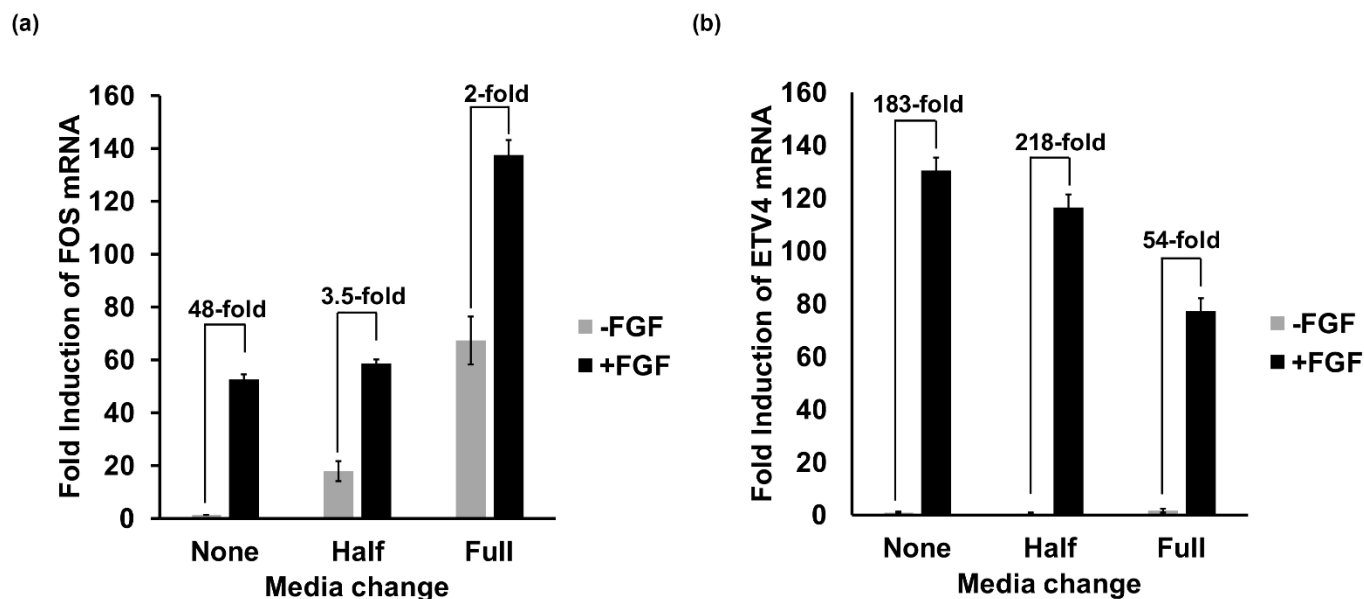 (a)
Fold Induction of FOS mRNA
160
140
120
100
80
60
40
20
0
48-fold
3.5-fold
2-fold
-FGF
+FGF
None Half Full
Media change
(b)
Fold Induction of ETV4 mRNA
160
140
120
100
80
60
40
20
0
183-fold
218-fold
54-fold
-FGF
+FGF
None Half Full
Media change